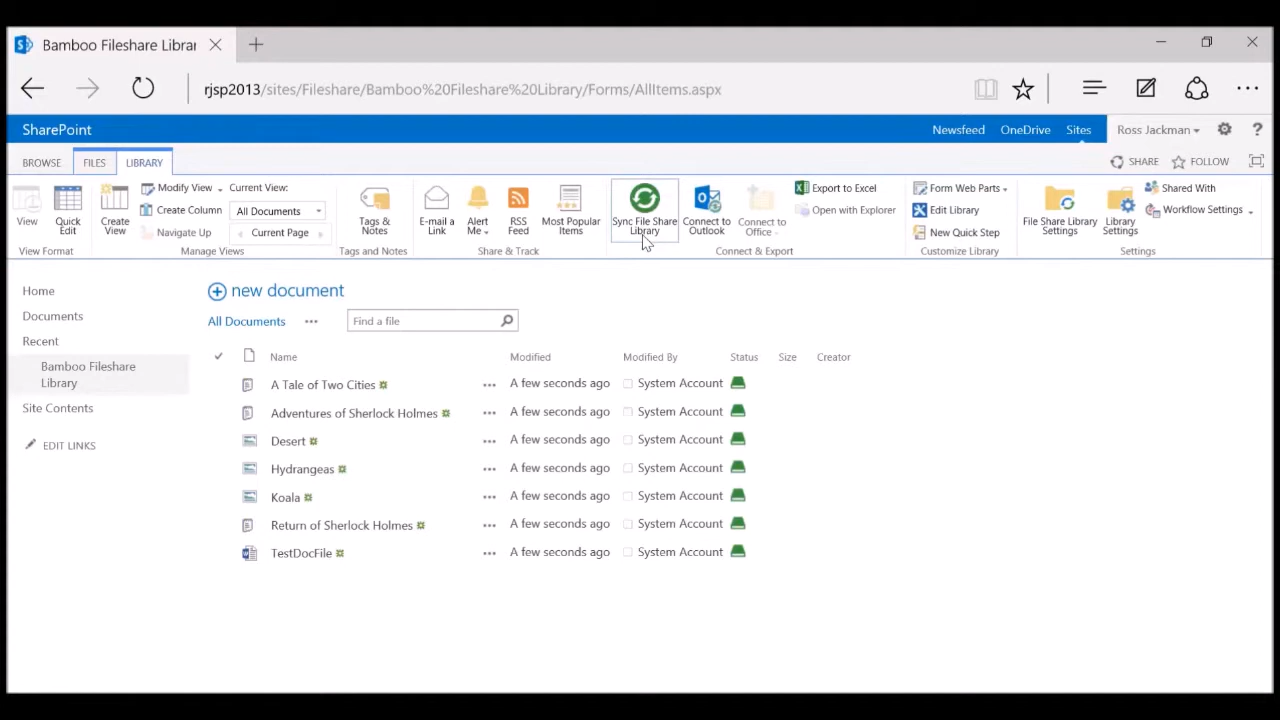 Bamboo Fileshare Librar
rjsp2013/sites/Fileshare/Bamboo%20Fileshare%20Library/Forms/AllItems.aspx
SharePoint
Newsfeed OneDrive Sites Ross Jackman ?
BROWSE FILES LIBRARY
SHARE FOLLOW
View
Quick
Edit
View Format
Create
View
Modify View
Create Column
Navigate Up
Current View:
All Documents
Current Page
Manage Views
Tags &
Notes
Tags and Notes
E-mail a
Link
Alert
Me
RSS
Feed
Most Popular
Items
Share & Track
Sync File Share
Library
Connect to
Outlook
Connect to
Office
Export to Excel
Open with Explorer
Connect & Export
Form Web Parts
Edit Library
New Quick Step
Customize Library
File Share Library
Settings
Library
Settings
Shared With
Workflow Settings
Settings
Home
Documents
Recent
Bamboo Fileshare
Library
Site Contents
EDIT LINKS
new document
All Documents ... Find a file
Name Modified Modified By Status Size Creator
A Tale of Two Cities ... A few seconds ago System Account
Adventures of Sherlock Holmes ... A few seconds ago System Account
Desert ... A few seconds ago System Account
Hydrangeas ... A few seconds ago System Account
Koala ... A few seconds ago System Account
Return of Sherlock Holmes ... A few seconds ago System Account
TestDocFile ... A few seconds ago System Account